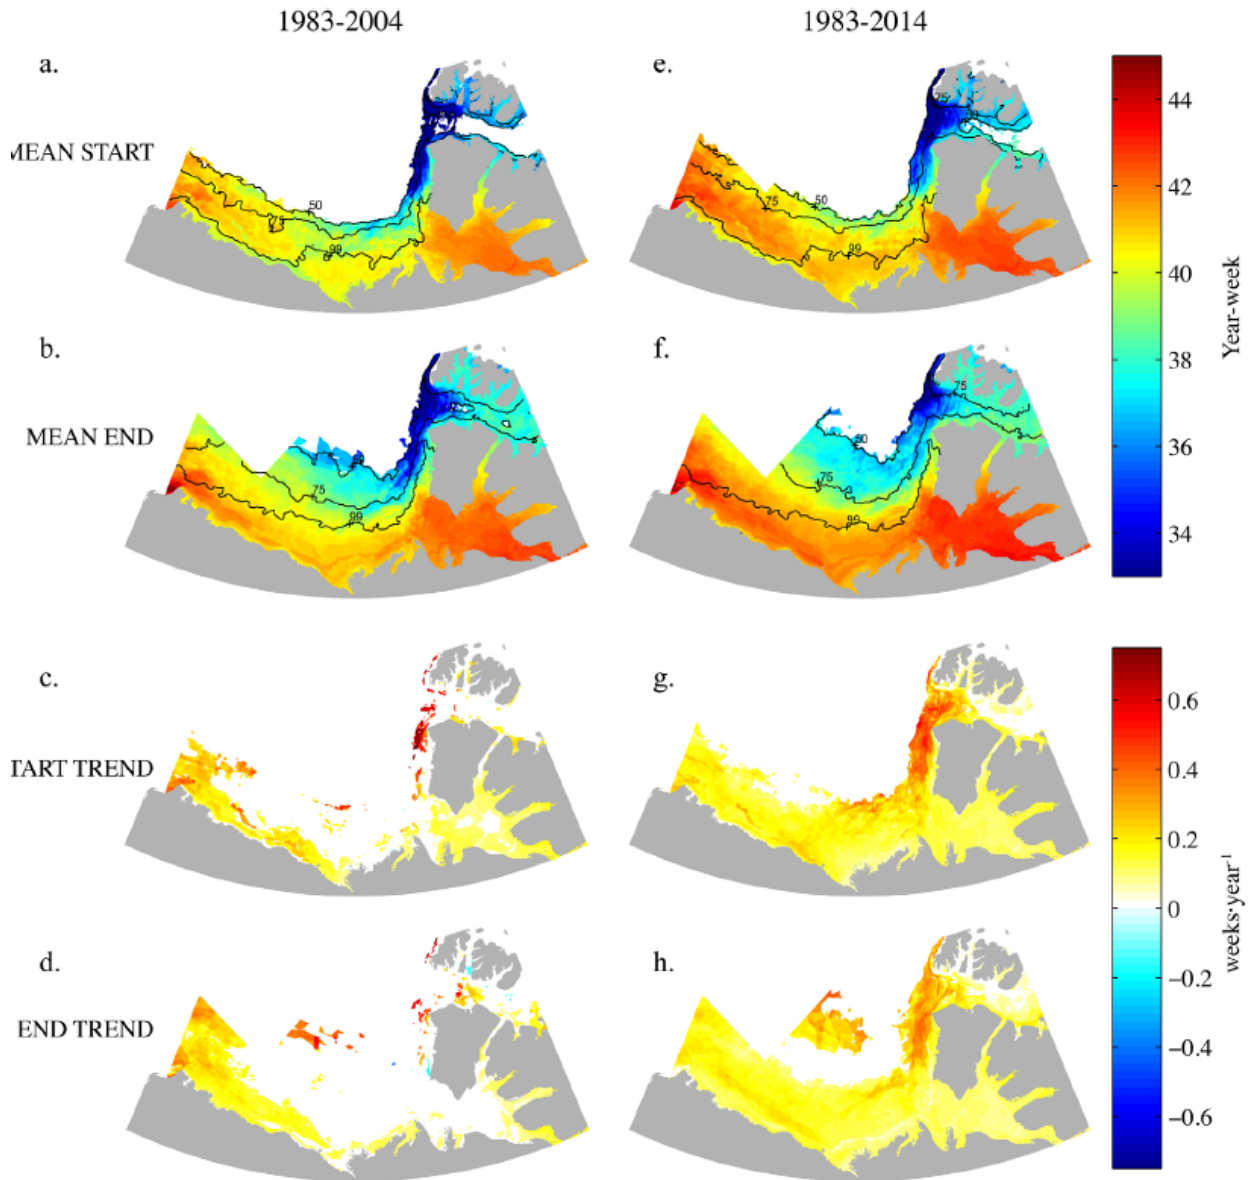 1983-2004
1983-2014
a.
e.
MEAN START
50
75
99
75
50
75
99
44
42
40
38
36
34
Year-week
b.
f.
MEAN END
50
75
99
75
50
75
99
c.
g.
TART TREND
d.
h.
END TREND
0.6
0.4
0.2
0
−0.2
−0.4
−0.6
weeks·year⁻¹